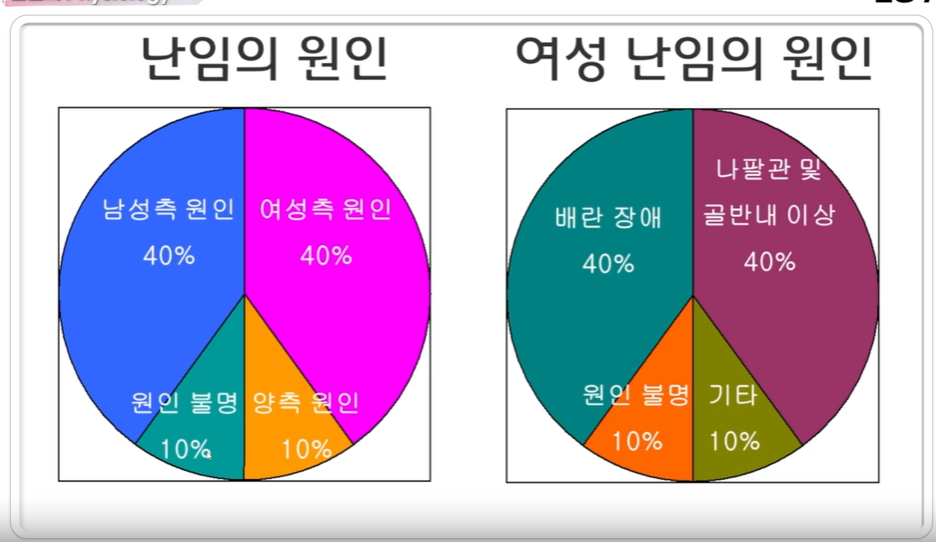 난임의 원인
남성측 원인
40%
여성측 원인
40%
원인 불명
10%
양측 원인
10%
여성 난임의 원인
배란 장애
40%
나팔관 및
골반내 이상
40%
원인 불명
10%
기타
10%